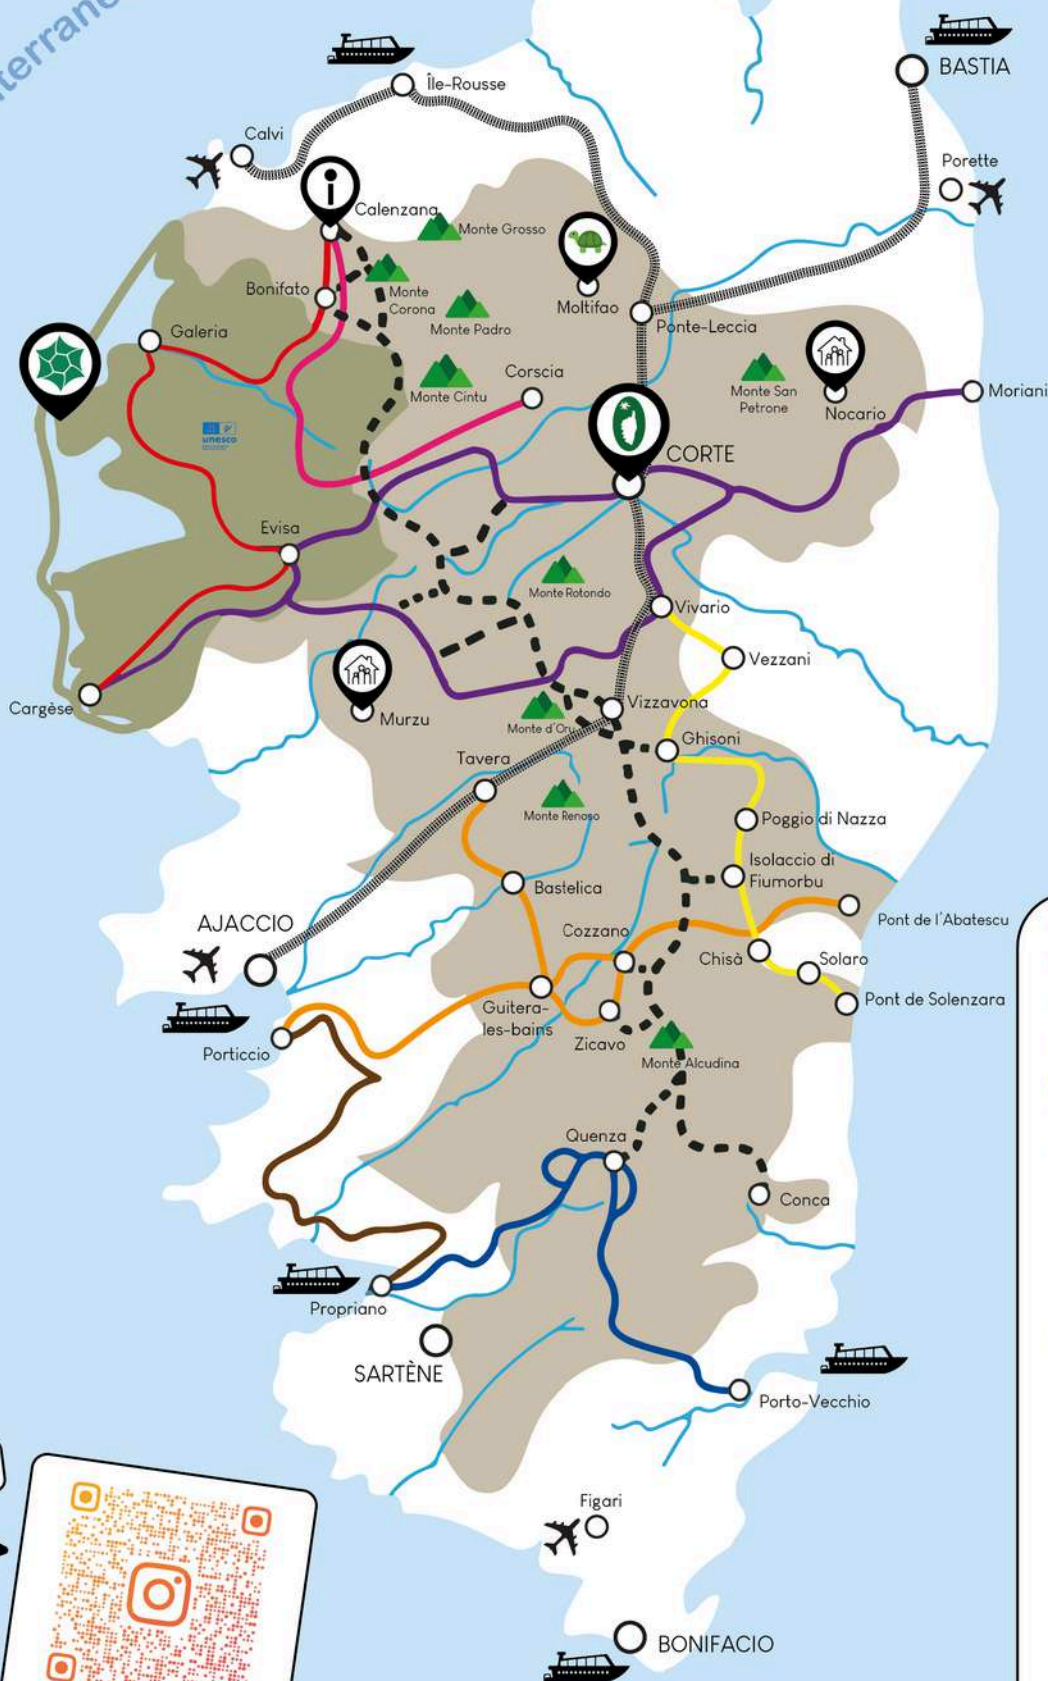 BASTIA
Île-Rousse
Calvi
Porette
Calenzana
Monte Grosso
Bonifato
Monte
Corona
Moltifao
Monte Padro
Galeria
Ponte-Leccia
Corscia
Monte Cintu
Monte San
Petrone
Nocario
Moriani
unesco
CORTE
Evisa
Monte Rotondo
Vivario
Vezzani
Cargèse
Murzu
Vizzavona
Monte d'Oru
Ghisoni
Tavera
Monte Renoso
Poggio di Nazza
Isolaccio di
Fiumorbu
Bastelica
AJACCIO
Cozzano
Pont de l'Abatescu
Chisà
Solaro
Guitera-
les-bains
Pont de Solenzara
Porticcio
Zicavo
Monte Alcudina
Quenza
Conca
Propriano
SARTÈNE
Porto-Vecchio
Figari
BONIFACIO